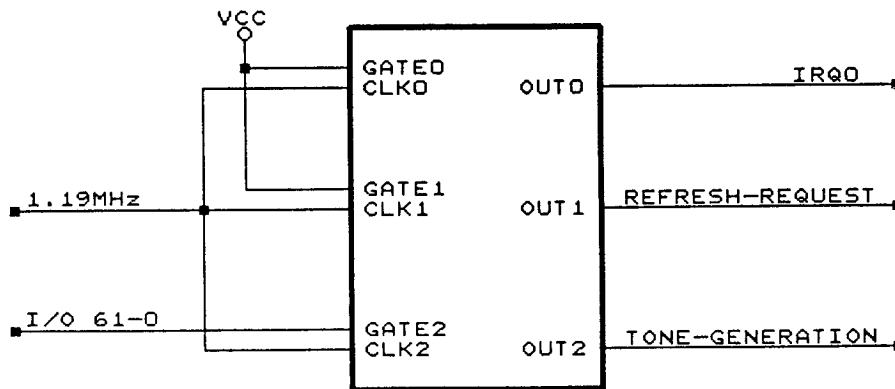 VCC
GATE0
CLK0
OUT0
IRQ0
GATE1
CLK1
OUT1
1.19MHz
REFRESH-REQUEST
I/O 61-0
GATE2
CLK2
OUT2
TONE-GENERATION